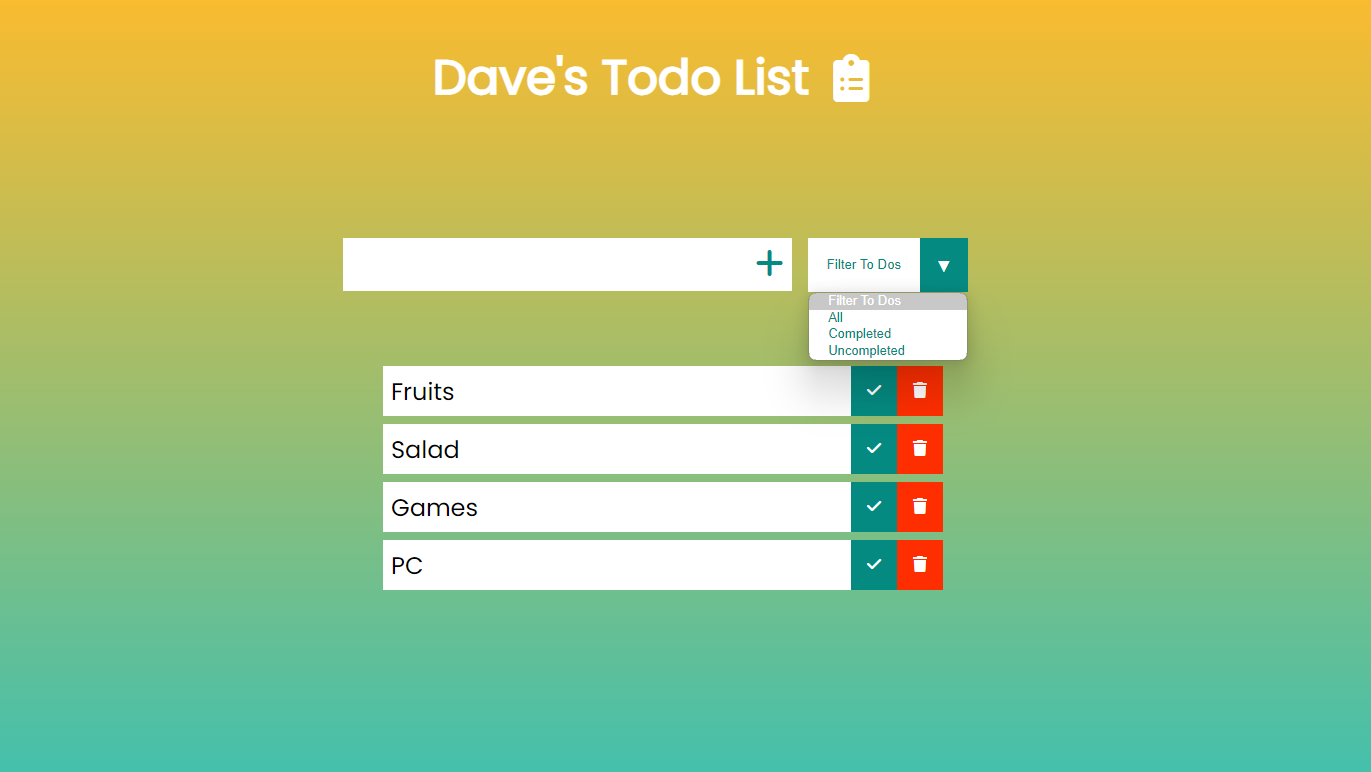 Dave's Todo List
Filter To Dos ▼
Filter To Dos
All
Completed
Uncompleted
Fruits
Salad
Games
PC